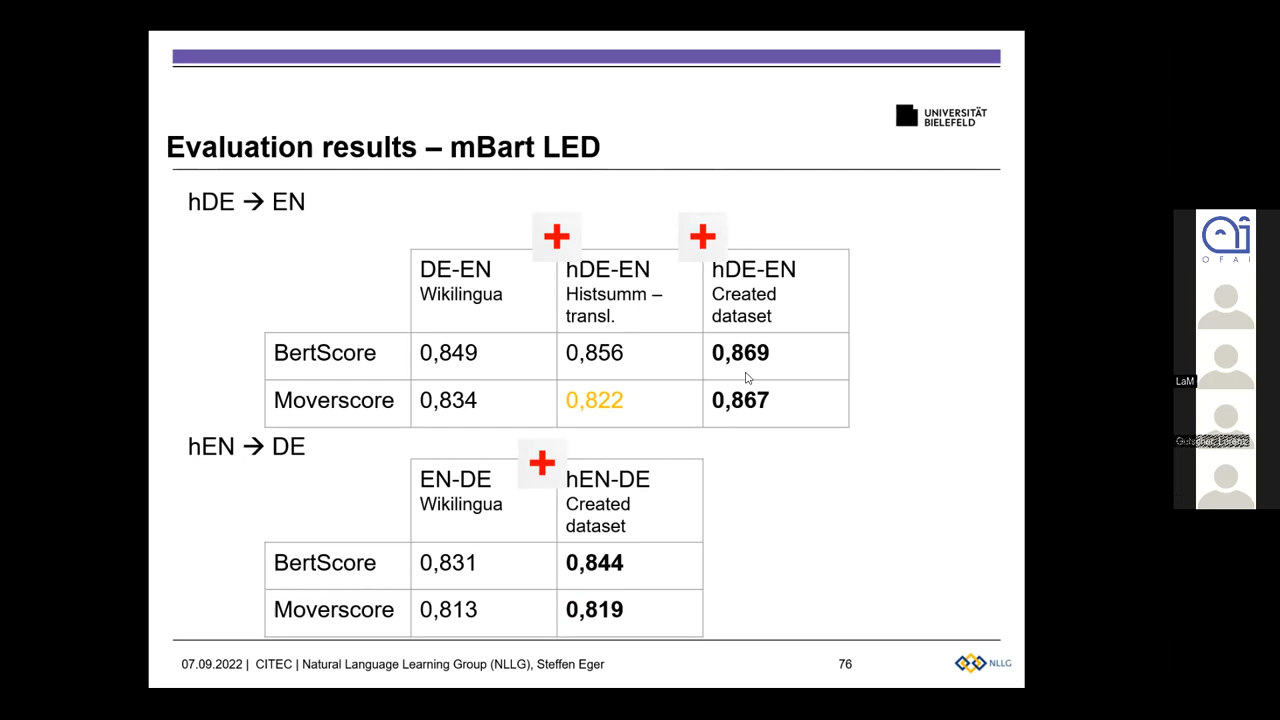 UNIVERSITÄT
BIELEFELD
Evaluation results – mBart LED
hDE → EN
DE-EN
Wikilingua
hDE-EN
Histsumm –
transl.
hDE-EN
Created
dataset
BertScore 0,849 0,856 0,869
Moverscore 0,834 0,822 0,867
hEN → DE
EN-DE
Wikilingua
hEN-DE
Created
dataset
BertScore 0,831 0,844
Moverscore 0,813 0,819
07.09.2022 | CITEC | Natural Language Learning Group (NLLG), Steffen Eger 76
NLLG
OFAI
LaM